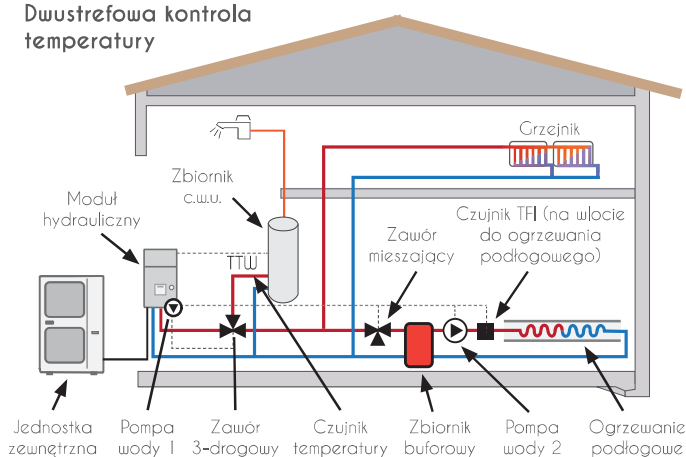 Dwustrefowa kontrola
temperatury
Grzejnik
Zbiornik
c.w.u.
Moduł
hydrauliczny
Czujnik TFI (na wlocie
do ogrzewania
podłogowego)
Zawór
mieszający
TTW
Jednostka
zewnętrzna
Pompa
wody 1
Zawór
3-drogowy
Czujnik
temperatury
Zbiornik
buforowy
Pompa
wody 2
Ogrzewanie
podłogowe